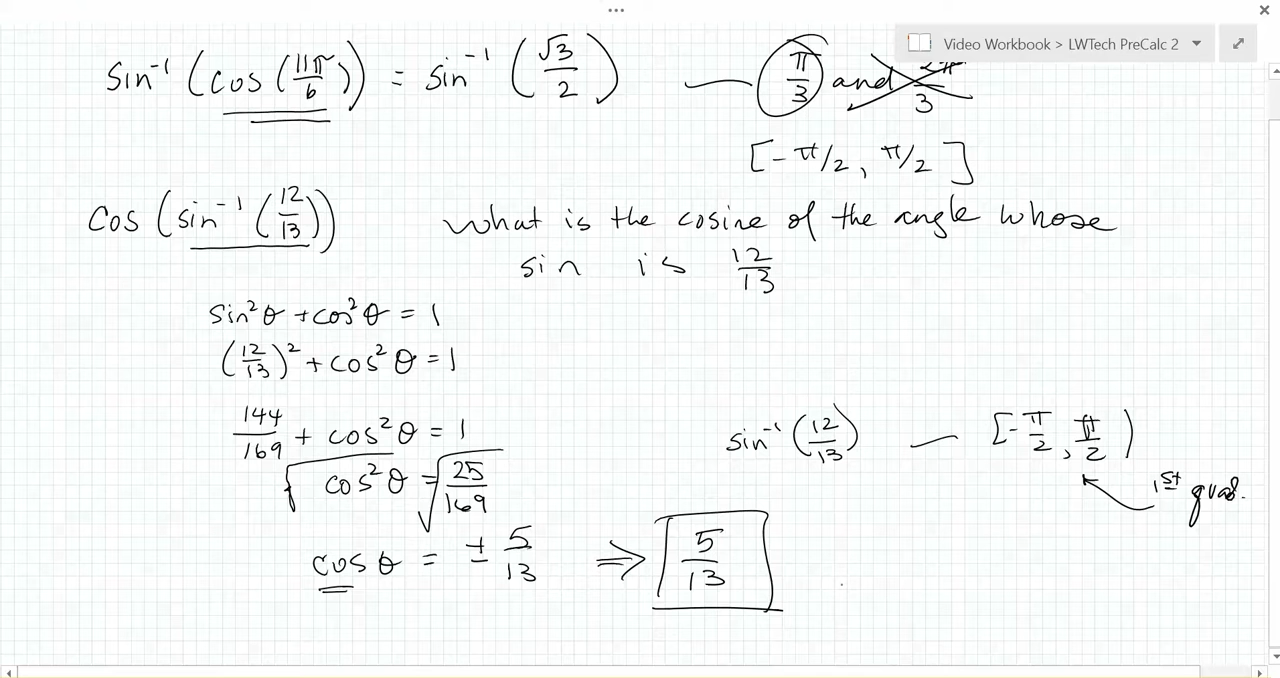 Video Workbook > LWTech PreCalc 2
sin⁻¹(cos(11π/6)) = sin⁻¹(√3/2) — π/3 and 2π/3
[-π/2, π/2]
cos(sin⁻¹(12/13)) What is the cosine of the angle whose
sin is 12/13
sin²θ + cos²θ = 1
(12/13)² + cos²θ = 1
144/169 + cos²θ = 1
sin⁻¹(12/13) — [-π/2, π/2)
√cos²θ = √25/169
1st quad.
cos θ = ± 5/13 ⇒ 5/13